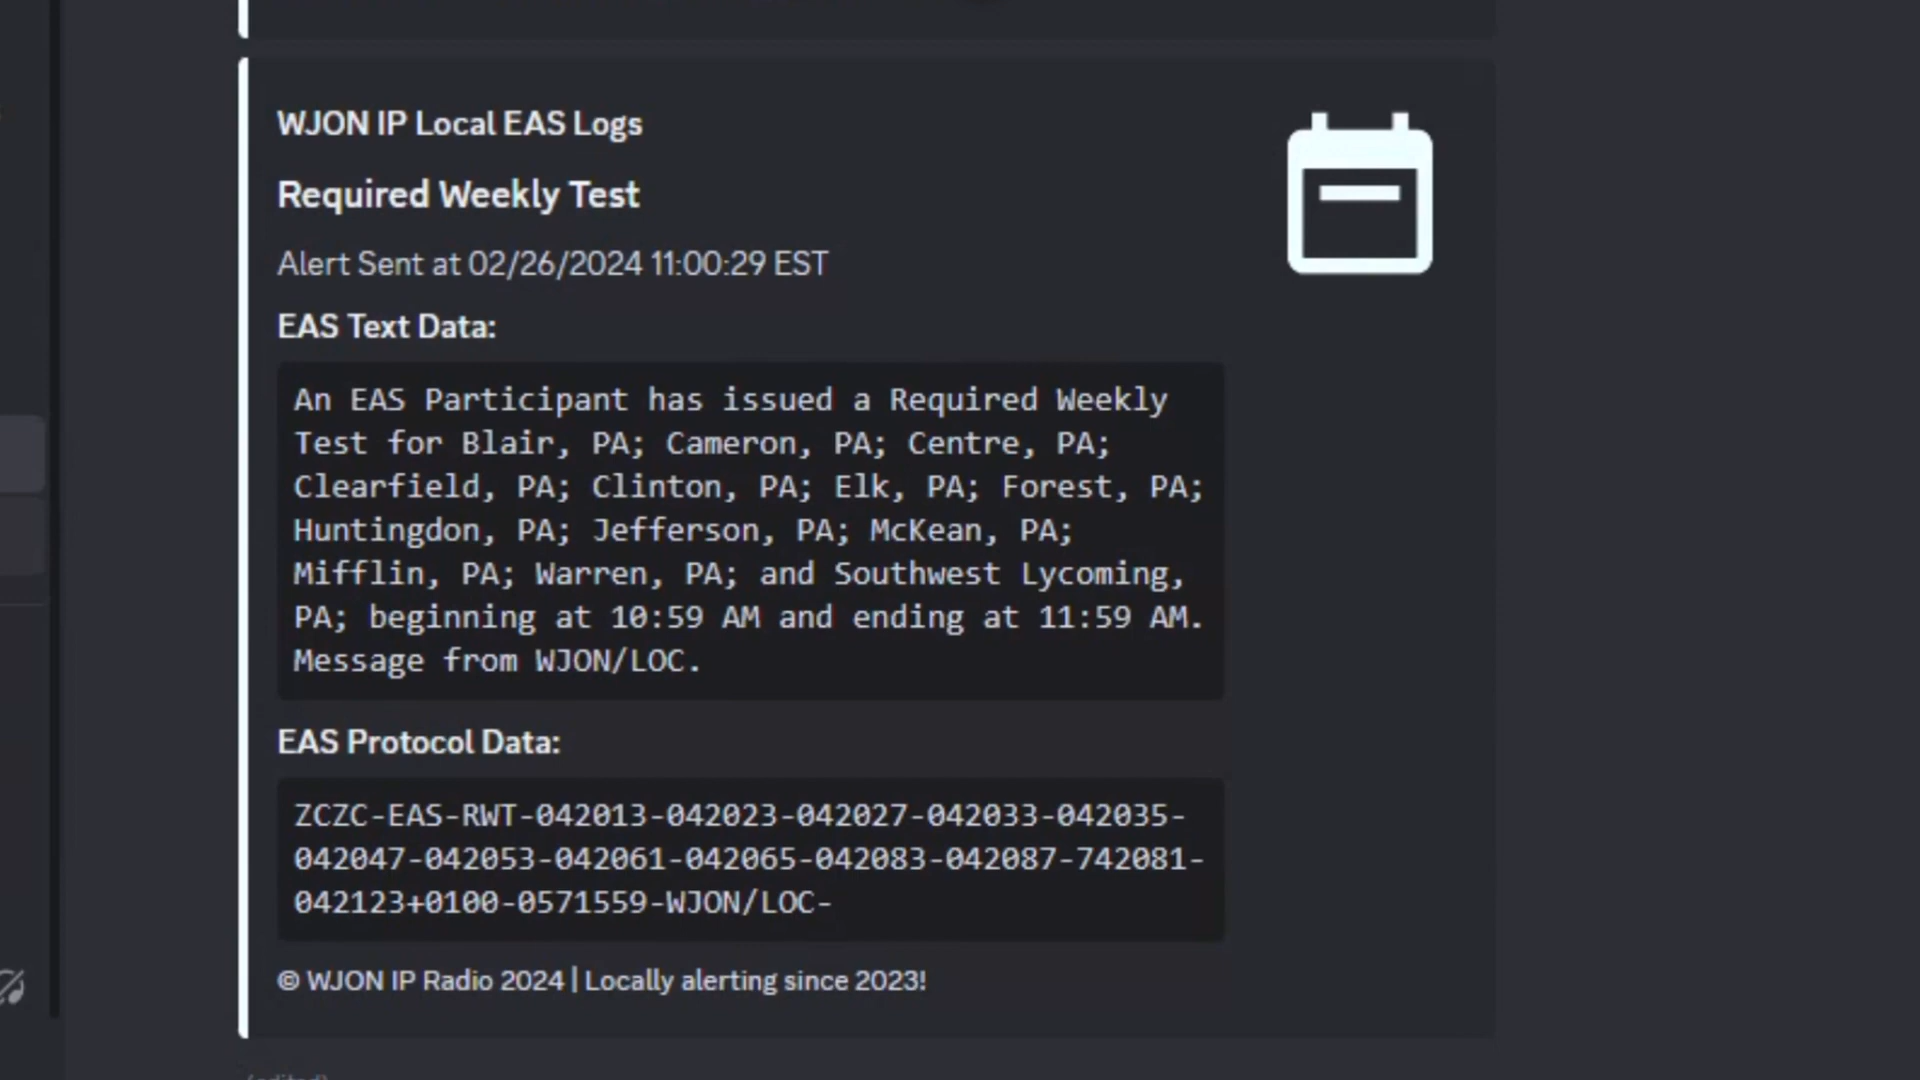 WJON IP Local EAS Logs
Required Weekly Test
Alert Sent at 02/26/2024 11:00:29 EST
EAS Text Data:
An EAS Participant has issued a Required Weekly
Test for Blair, PA; Cameron, PA; Centre, PA;
Clearfield, PA; Clinton, PA; Elk, PA; Forest, PA;
Huntingdon, PA; Jefferson, PA; McKean, PA;
Mifflin, PA; Warren, PA; and Southwest Lycoming,
PA; beginning at 10:59 AM and ending at 11:59 AM.
Message from WJON/LOC.
EAS Protocol Data:
ZCZC-EAS-RWT-042013-042023-042027-042033-042035-
042047-042053-042061-042065-042083-042087-742081-
042123+0100-0571559-WJON/LOC-
© WJON IP Radio 2024 | Locally alerting since 2023!